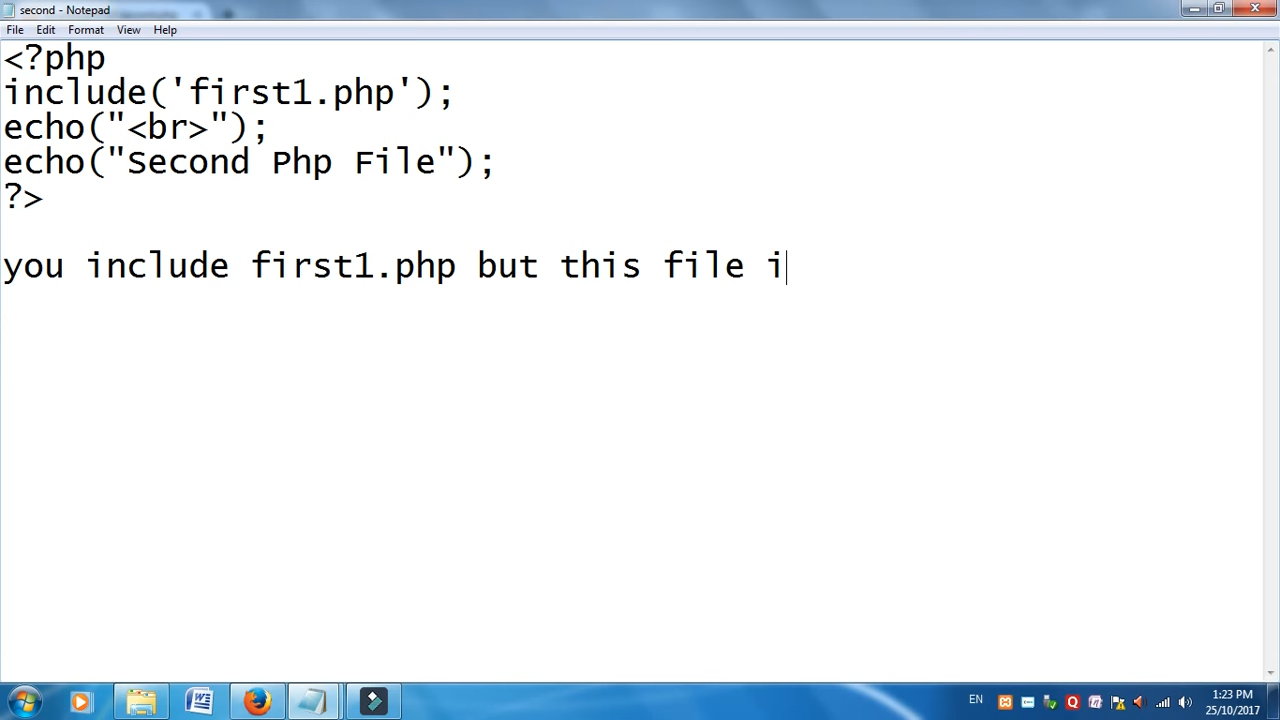 second - Notepad
File Edit Format View Help
<?php
include('first1.php');
echo("<br>");
echo("Second Php File");
?>
you include first1.php but this file i
EN
1:23 PM
25/10/2017